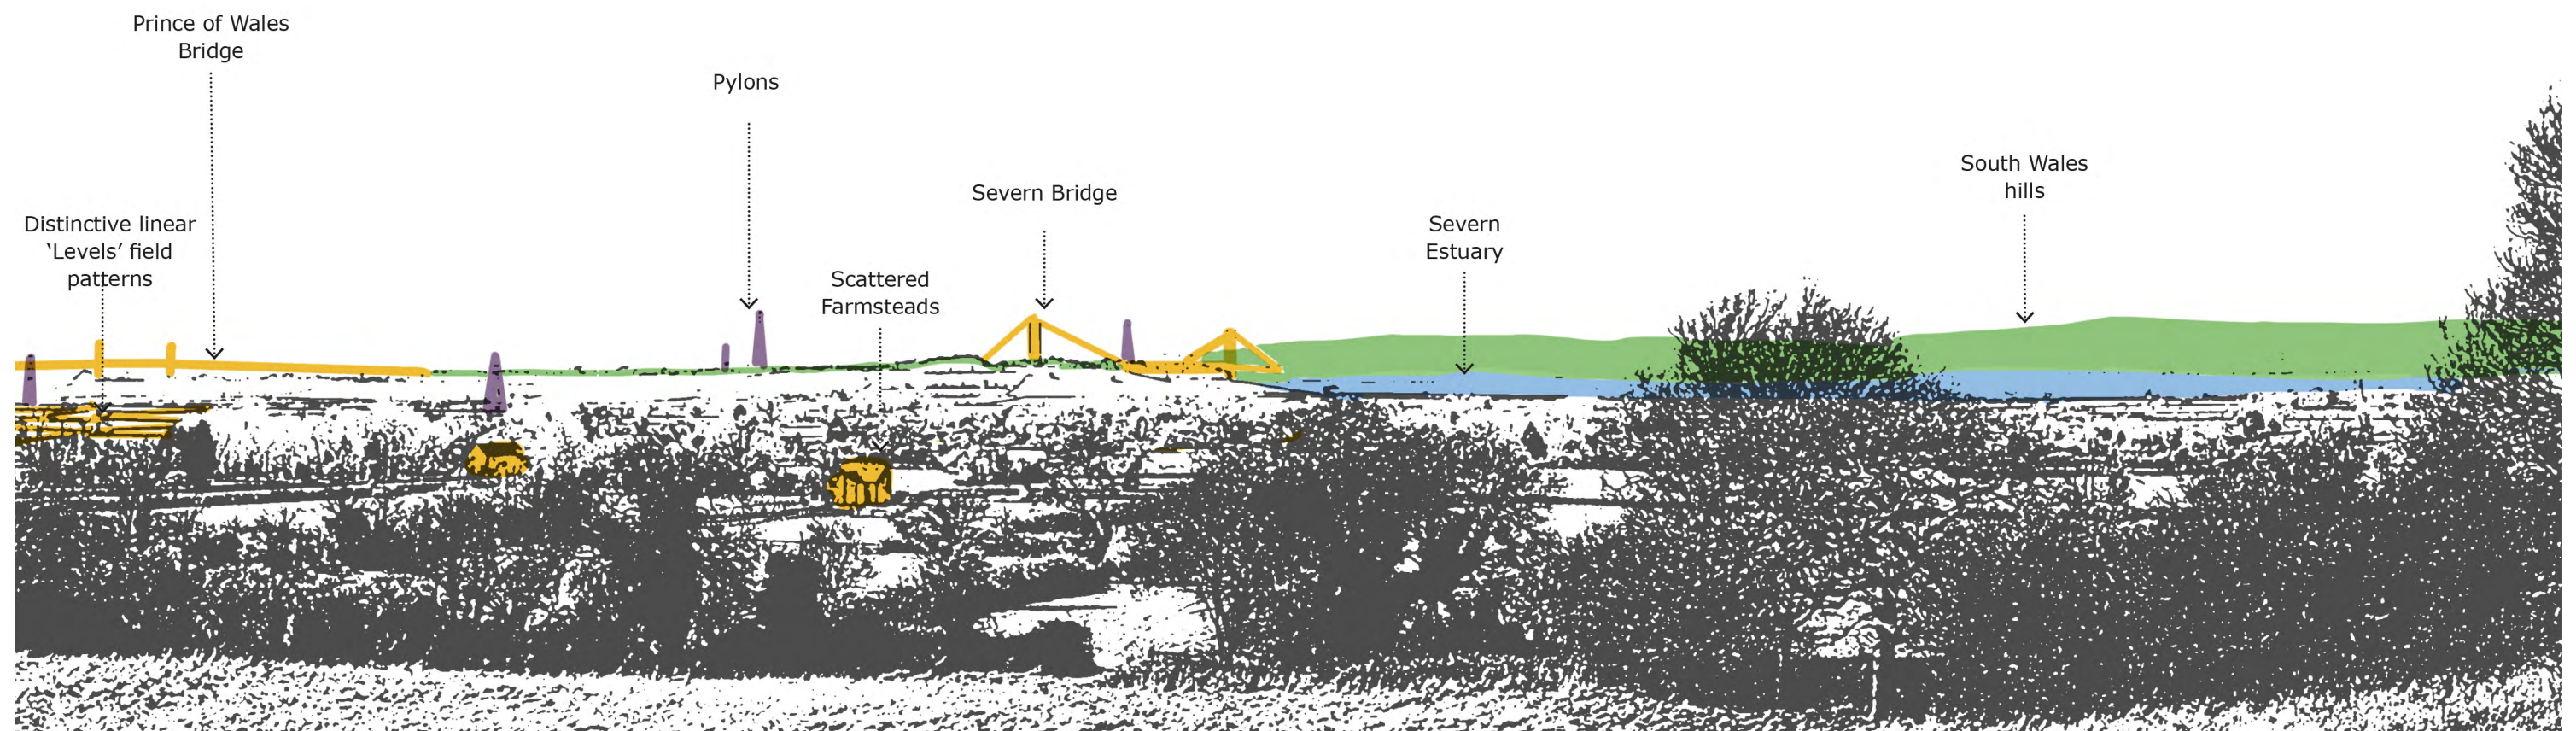 Prince of Wales
Bridge
Pylons
South Wales
hills
Severn Bridge
Distinctive linear
‘Levels’ field
patterns
Severn
Estuary
Scattered
Farmsteads